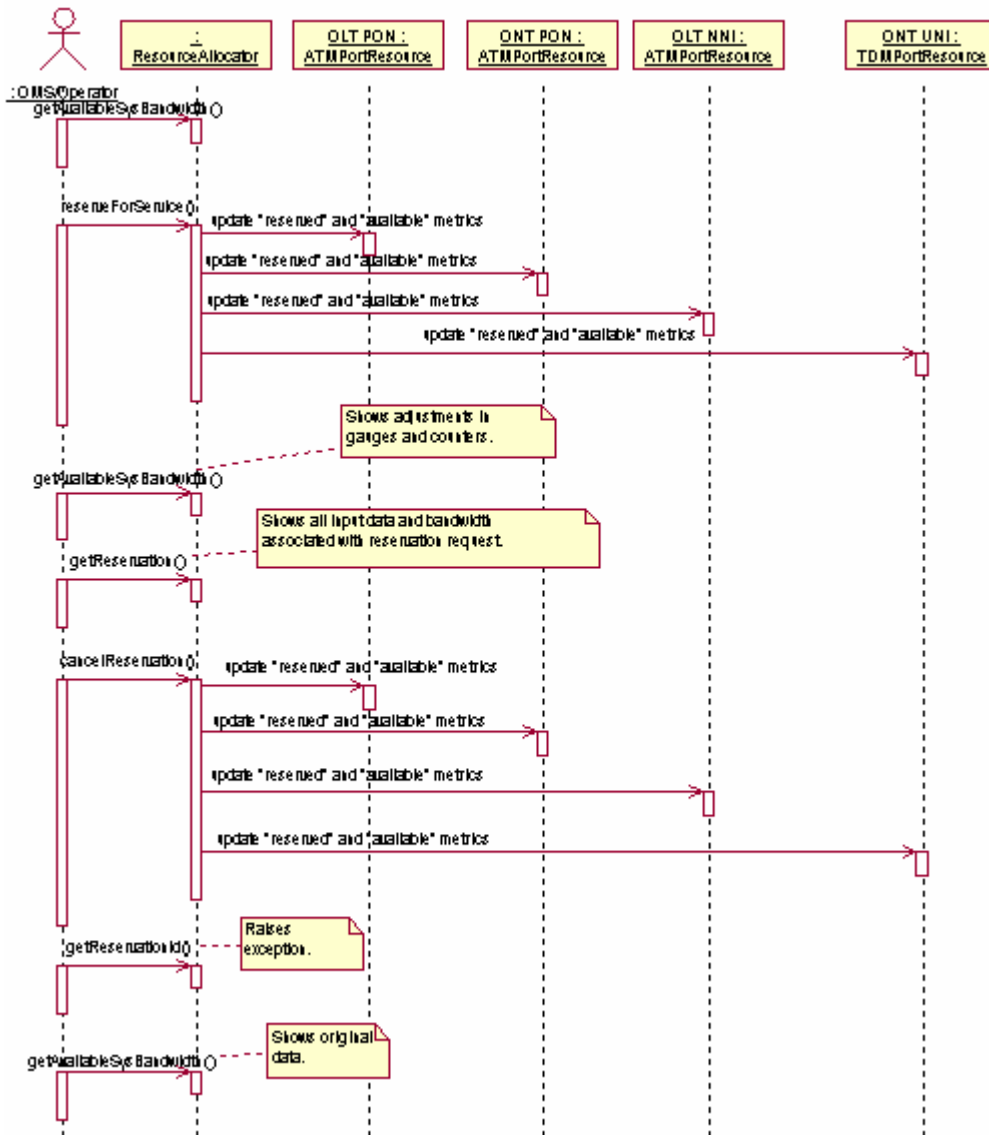 :
ResourceAllocator
OLT PON :
ATMPortResource
ONT PON :
ATMPortResource
OLT NNI :
ATMPortResource
ONT UNI :
TDMPortResource
: OMS/Operator
getAvailableSysBandwidth()
reserveForService()
update "reserved" and "available" metrics
update "reserved" and "available" metrics
update "reserved" and "available" metrics
update "reserved" and "available" metrics
Shows adjustments in
gauges and counters.
getAvailableSysBandwidth()
Shows all input data and bandwidth
associated with reservation request.
getReservation()
cancelReservation()
update "reserved" and "available" metrics
update "reserved" and "available" metrics
update "reserved" and "available" metrics
update "reserved" and "available" metrics
Raises
exception.
getReservationId()
Shows original
data.
getAvailableSysBandwidth()